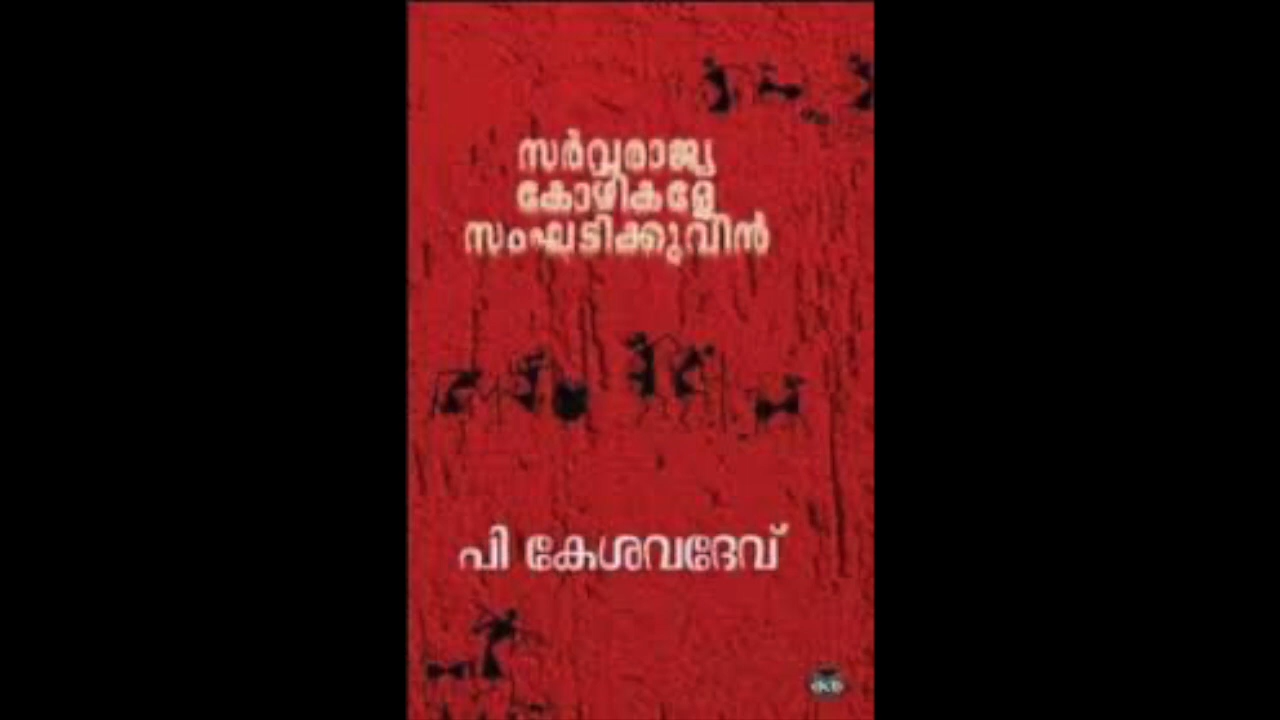 സർവ്വരാജ്യ
കോഴികളേ
സംഘടിക്കുവിൻ
പി കേശവദേവ്